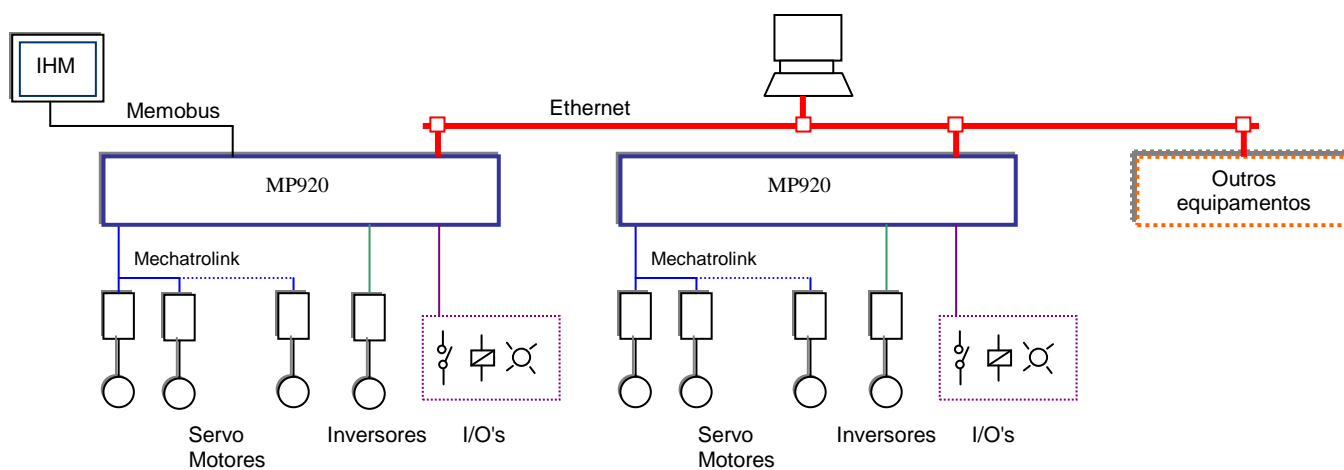 IHM
Memobus
Ethernet
MP920
MP920
Outros
equipamentos
Mechatrolink
Mechatrolink
Servo
Motores
Inversores
I/O's
Servo
Motores
Inversores
I/O's